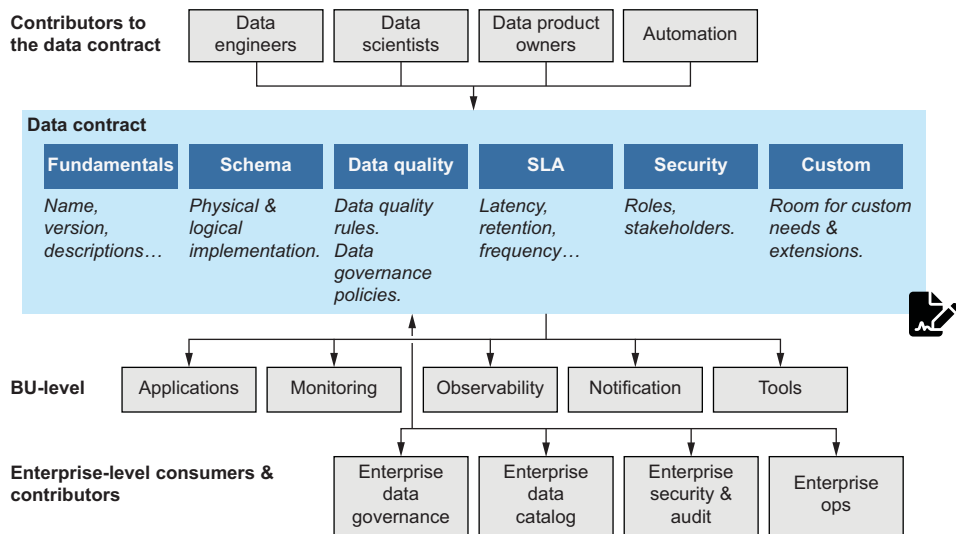 Contributors to
the data contract
Data
engineers
Data
scientists
Data product
owners
Automation
Data contract
Fundamentals
Name,
version,
descriptions…
Schema
Physical &
logical
implementation.
Data quality
Data quality
rules.
Data
governance
policies.
SLA
Latency,
retention,
frequency…
Security
Roles,
stakeholders.
Custom
Room for custom
needs &
extensions.
BU-level
Applications
Monitoring
Observability
Notification
Tools
Enterprise-level consumers &
contributors
Enterprise
data
governance
Enterprise
data
catalog
Enterprise
security &
audit
Enterprise
ops